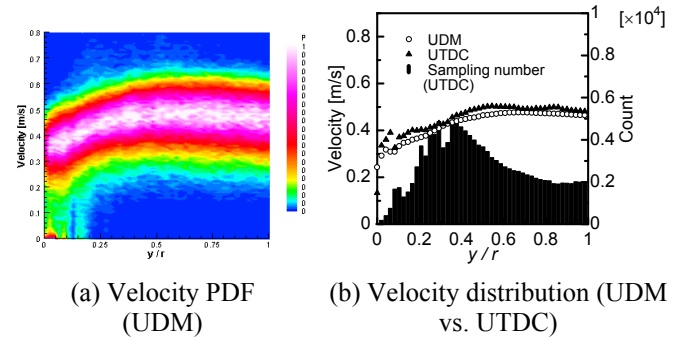 0.8
0.7
0.6
0.5
0.4
0.3
0.2
0.1
0
Velocity [m/s]
0
0.25
0.5
0.75
1
y / r
P
1
0
[×10⁴]
UDM
UTDC
Sampling number
(UTDC)
Velocity [m/s]
0.8
0.6
0.4
0.2
0
0
0.2
0.4
0.6
0.8
1
y / r
1
0.8
0.6
0.4
0.2
0
Count
(a) Velocity PDF
(UDM)
(b) Velocity distribution (UDM
vs. UTDC)